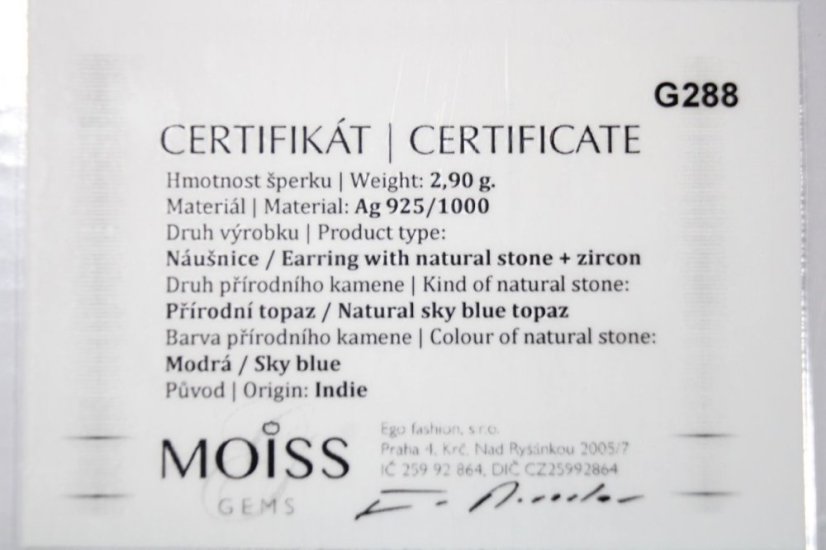 G288
CERTIFIKÁT | CERTIFICATE
Hmotnost šperku | Weight: 2,90 g.
Materiál | Material: Ag 925/1000
Druh výrobku | Product type:
Náušnice / Earring with natural stone + zircon
Druh přírodního kamene | Kind of natural stone:
Přírodní topaz / Natural sky blue topaz
Barva přírodního kamene | Colour of natural stone:
Modrá / Sky blue
Původ | Origin: Indie
MOISS
GEMS
Ego fashion, s.r.o.
Praha 4, Krč, Nad Ryšánkou 2005/7
IČ 259 92 864, DIČ CZ25992864